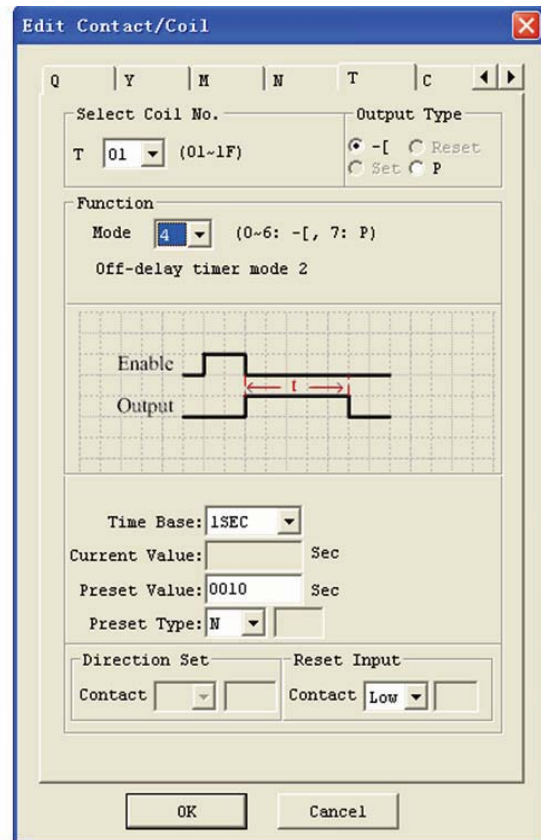 Edit Contact/Coil
Q Y M N T C
Select Coil No. Output Type
T 01 (01~1F) -[ Reset
Set P
Function
Mode 4 (0~6: -[, 7: P)
Off-delay timer mode 2
Enable
t
Output
Time Base: 1SEC
Current Value: Sec
Preset Value: 0010 Sec
Preset Type: N
Direction Set Reset Input
Contact Contact Low
OK Cancel